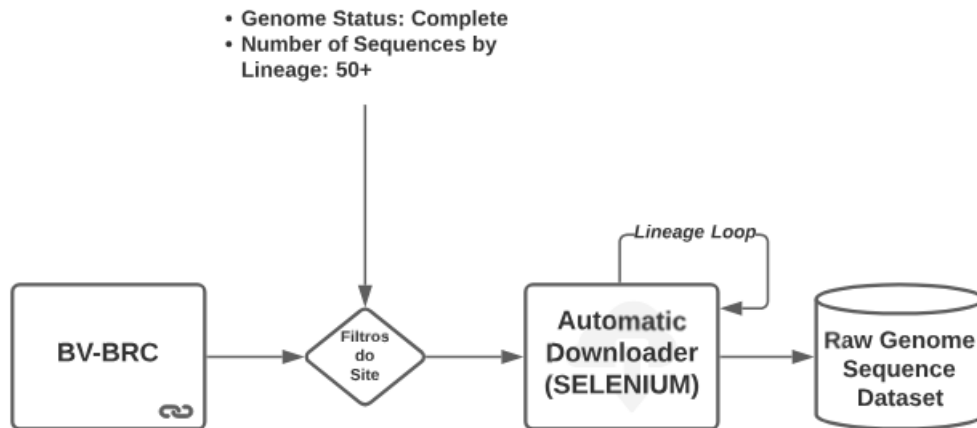 • Genome Status: Complete
• Number of Sequences by
Lineage: 50+
Lineage Loop
BV-BRC
Filtros
do
Site
Automatic
Downloader
(SELENIUM)
Raw Genome
Sequence
Dataset